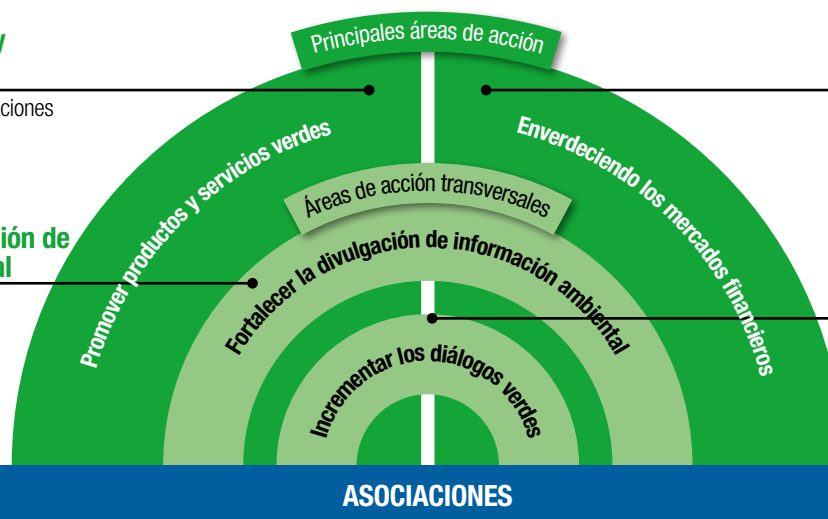 Principales áreas de acción
Promover productos y servicios verdes
Enverdeciendo los mercados financieros
Áreas de acción transversales
Fortalecer la divulgación de información ambiental
Incrementar los diálogos verdes
ASOCIACIONES